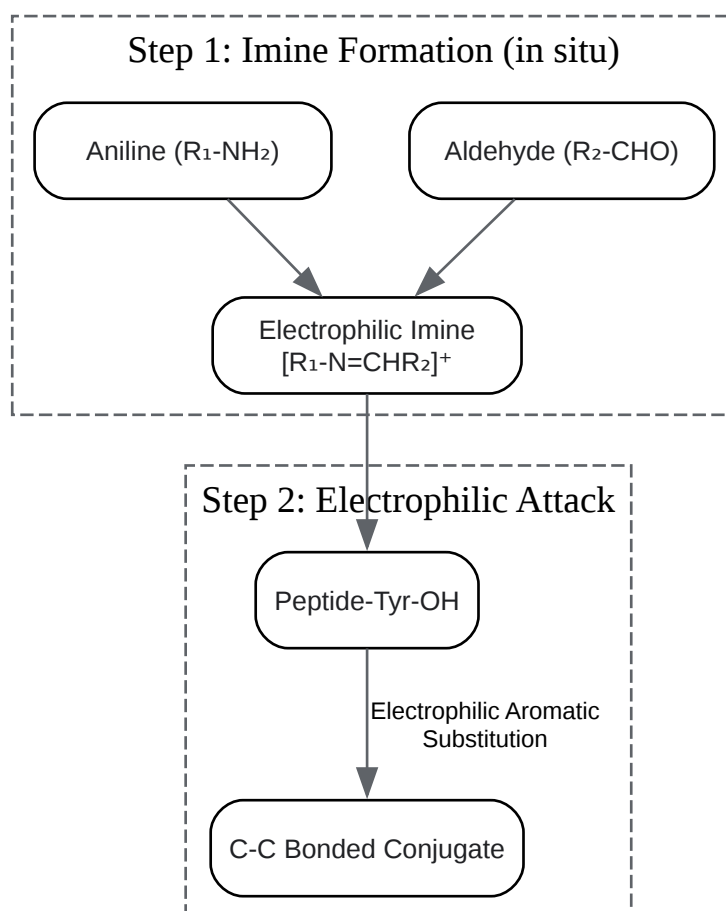 Step 1: Imine Formation (in situ)
Aniline (R₁-NH₂)
Aldehyde (R₂-CHO)
Electrophilic Imine
[R₁-N=CHR₂]⁺
Step 2: Electrophilic Attack
Peptide-Tyr-OH
Electrophilic Aromatic
Substitution
C-C Bonded Conjugate